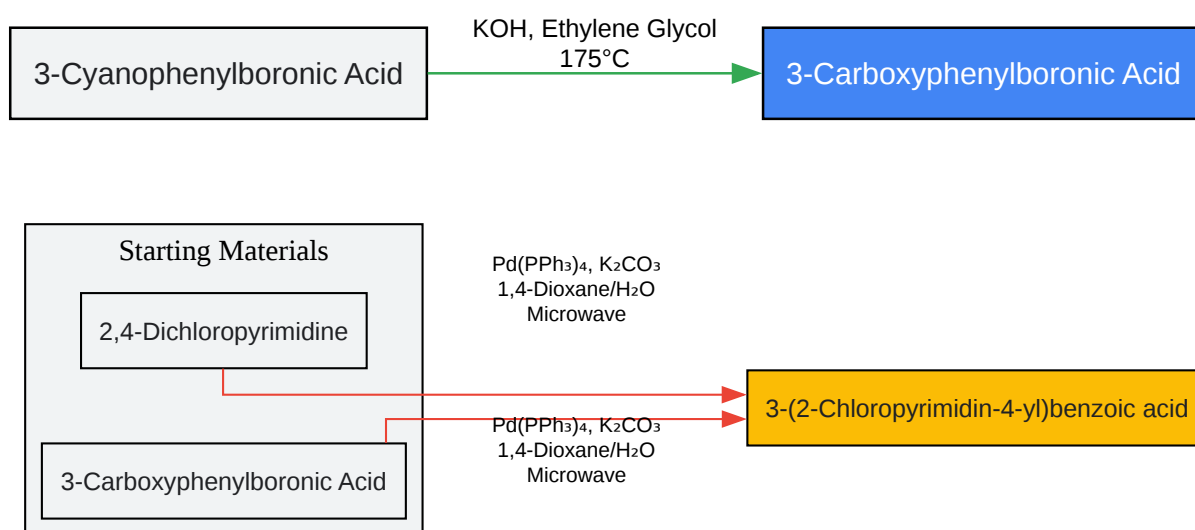 KOH, Ethylene Glycol
175°C
3-Cyanophenylboronic Acid
3-Carboxyphenylboronic Acid
Starting Materials
2,4-Dichloropyrimidine
Pd(PPh₃)₄, K₂CO₃
1,4-Dioxane/H₂O
Microwave
3-Carboxyphenylboronic Acid
Pd(PPh₃)₄, K₂CO₃
1,4-Dioxane/H₂O
Microwave
3-(2-Chloropyrimidin-4-yl)benzoic acid